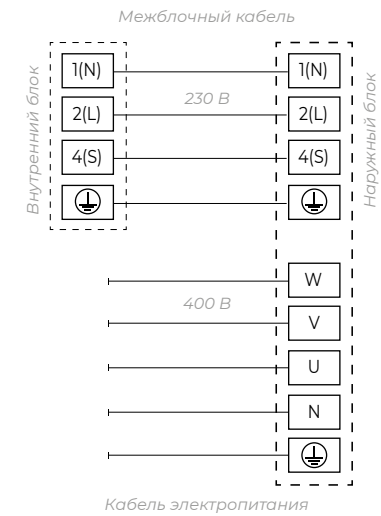 Межблочный кабель
Внутренний блок
Наружный блок
1(N) 1(N)
230 В
2(L) 2(L)
4(S) 4(S)
W
400 В
V
U
N
Кабель электропитания